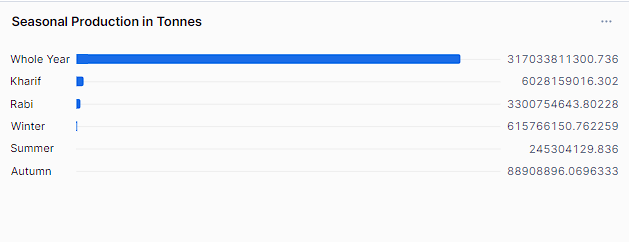 Seasonal Production in Tonnes
Whole Year 317033811300.736
Kharif 6028159016.302
Rabi 3300754643.80228
Winter 615766150.762259
Summer 245304129.836
Autumn 88908896.0696333